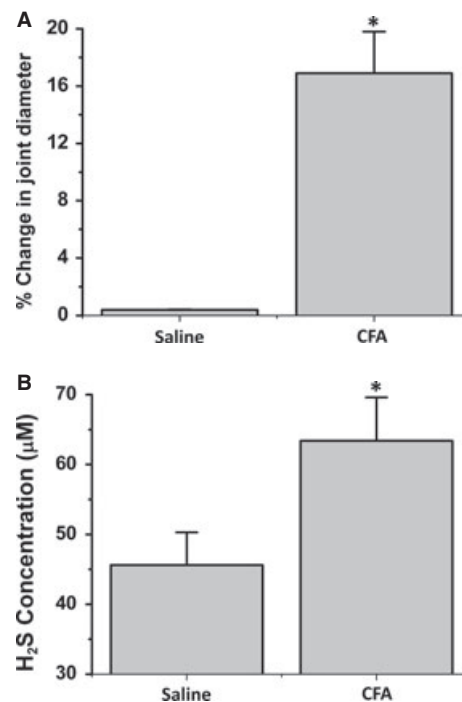 A
% Change in joint diameter
20
16
12
8
4
0
*
Saline CFA
B
H₂S Concentration (μM)
70
60
50
40
30
*
Saline CFA